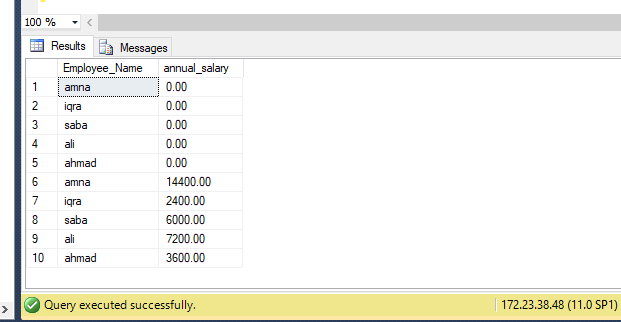 100 %
Results Messages
Employee_Name annual_salary
1 amna 0.00
2 iqra 0.00
3 saba 0.00
4 ali 0.00
5 ahmad 0.00
6 amna 14400.00
7 iqra 2400.00
8 saba 6000.00
9 ali 7200.00
10 ahmad 3600.00
Query executed successfully. 172.23.38.48 (11.0 SP1)